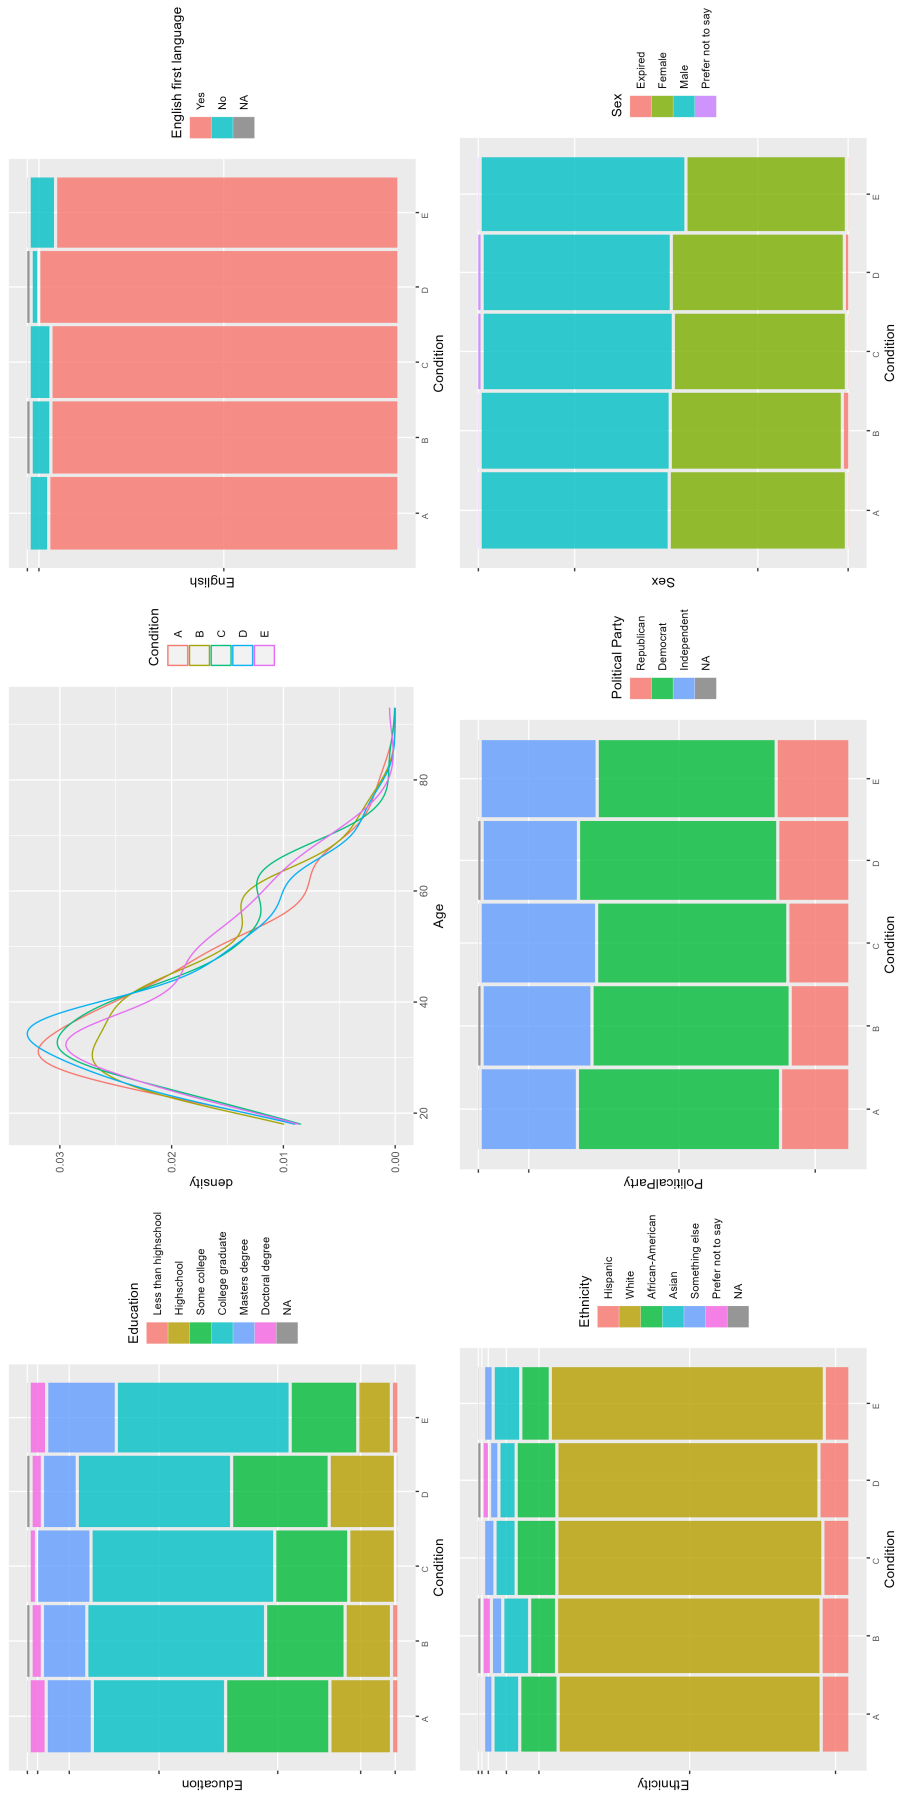 Education
A
B
C
D
E
Condition
Education
Less than highschool
Highschool
Some college
College graduate
Masters degree
Doctoral degree
NA
density
0.00
0.01
0.02
0.03
20
40
60
80
Age
Condition
A
B
C
D
E
English
A
B
C
D
E
Condition
English first language
Yes
No
NA
Ethnicity
A
B
C
D
E
Condition
Ethnicity
Hispanic
White
African-American
Asian
Something else
Prefer not to say
NA
PoliticalParty
A
B
C
D
E
Condition
Political Party
Republican
Democrat
Independent
NA
Sex
A
B
C
D
E
Condition
Sex
Expired
Female
Male
Prefer not to say